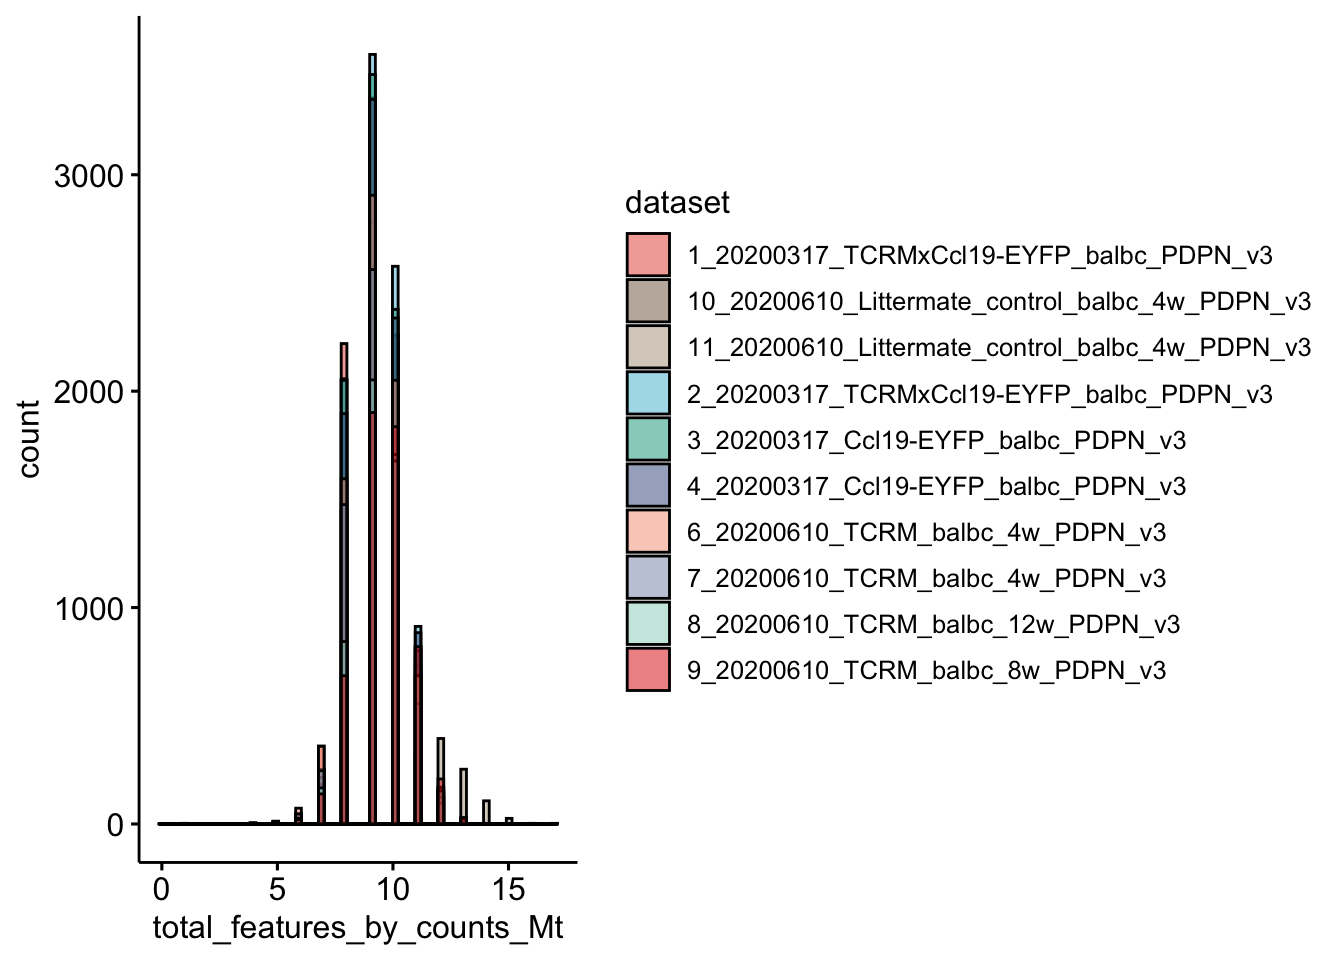 3000
2000
1000
0
count
0 5 10 15
total_features_by_counts_Mt
dataset
1_20200317_TCRMxCcl19-EYFP_balbc_PDPN_v3
10_20200610_Littermate_control_balbc_4w_PDPN_v3
11_20200610_Littermate_control_balbc_4w_PDPN_v3
2_20200317_TCRMxCcl19-EYFP_balbc_PDPN_v3
3_20200317_Ccl19-EYFP_balbc_PDPN_v3
4_20200317_Ccl19-EYFP_balbc_PDPN_v3
6_20200610_TCRM_balbc_4w_PDPN_v3
7_20200610_TCRM_balbc_4w_PDPN_v3
8_20200610_TCRM_balbc_12w_PDPN_v3
9_20200610_TCRM_balbc_8w_PDPN_v3